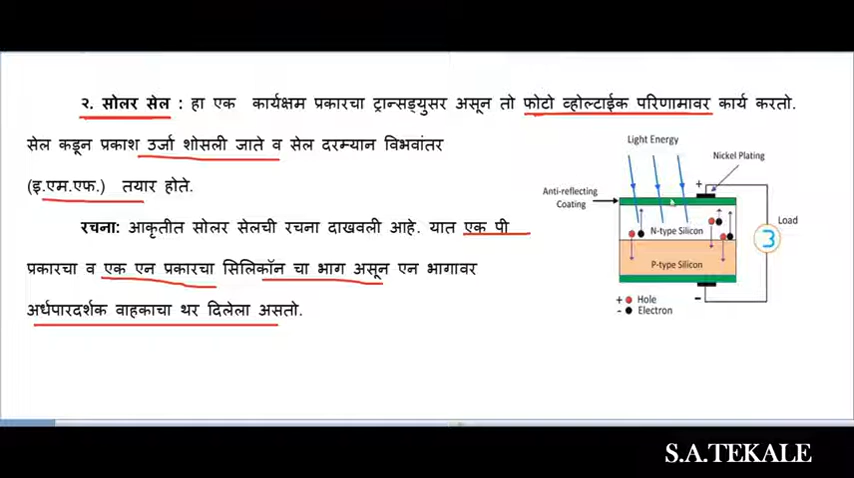 २. सोलर सेल : हा एक कार्यक्षम प्रकारचा ट्रान्सड्युसर असून तो फोटो व्होल्टाईक परिणामावर कार्य करतो.
सेल कडून प्रकाश उर्जा शोसली जाते व सेल दरम्यान विभवांतर
(इ.एम.एफ.) तयार होते.
रचना: आकृतीत सोलर सेलची रचना दाखवली आहे. यात एक पी
प्रकारचा व एक एन प्रकारचा सिलिकॉन चा भाग असून एन भागावर
अर्धपारदर्शक वाहकाचा थर दिलेला असतो.
Light Energy
Nickel Plating
+
Anti-reflecting
Coating
Load
N-type Silicon
3
P-type Silicon
-
+ Hole
- Electron
S.A.TEKALE